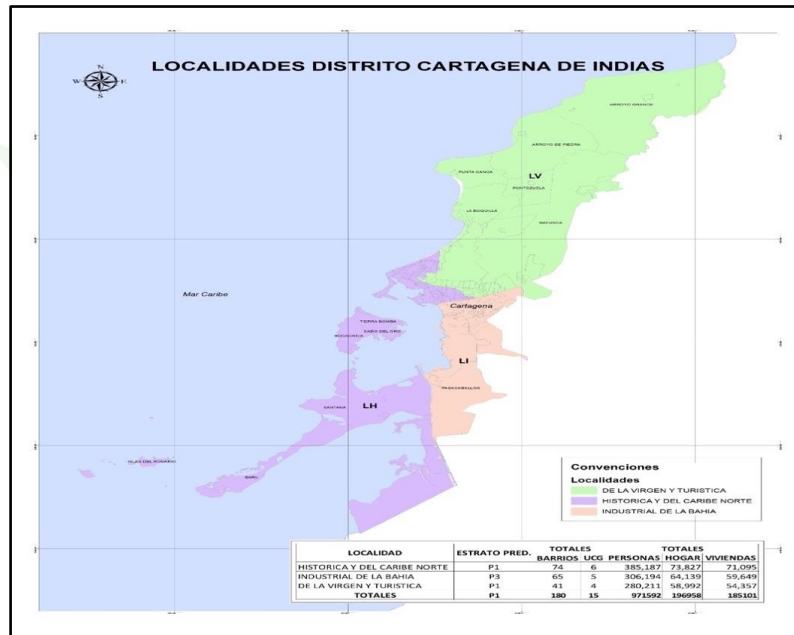 LOCALIDADES DISTRITO CARTAGENA DE INDIAS
N
W E
S
ARROYO GRANDE
ARROYO DE PIEDRA
PUNTA CANOA
LV
PONTEZUELA
LA BOQUILLA
BAYUNCA
Mar Caribe
Cartagena
TIERRA BOMBA
CAÑO DEL ORO
BOCACHICA
LI
PASACABALLOS
SANTANA
LH
ISLAS DEL ROSARIO
BARU
Convenciones
Localidades
DE LA VIRGEN Y TURISTICA
HISTORICA Y DEL CARIBE NORTE
INDUSTRIAL DE LA BAHIA
LOCALIDAD ESTRATO PRED. TOTALES TOTALES
BARRIOS UCG PERSONAS HOGAR VIVIENDAS
HISTORICA Y DEL CARIBE NORTE P1 74 6 385,187 73,827 71,095
INDUSTRIAL DE LA BAHIA P3 65 5 306,194 64,139 59,649
DE LA VIRGEN Y TURISTICA P1 41 4 280,211 58,992 54,357
TOTALES P1 180 15 971592 196958 185101